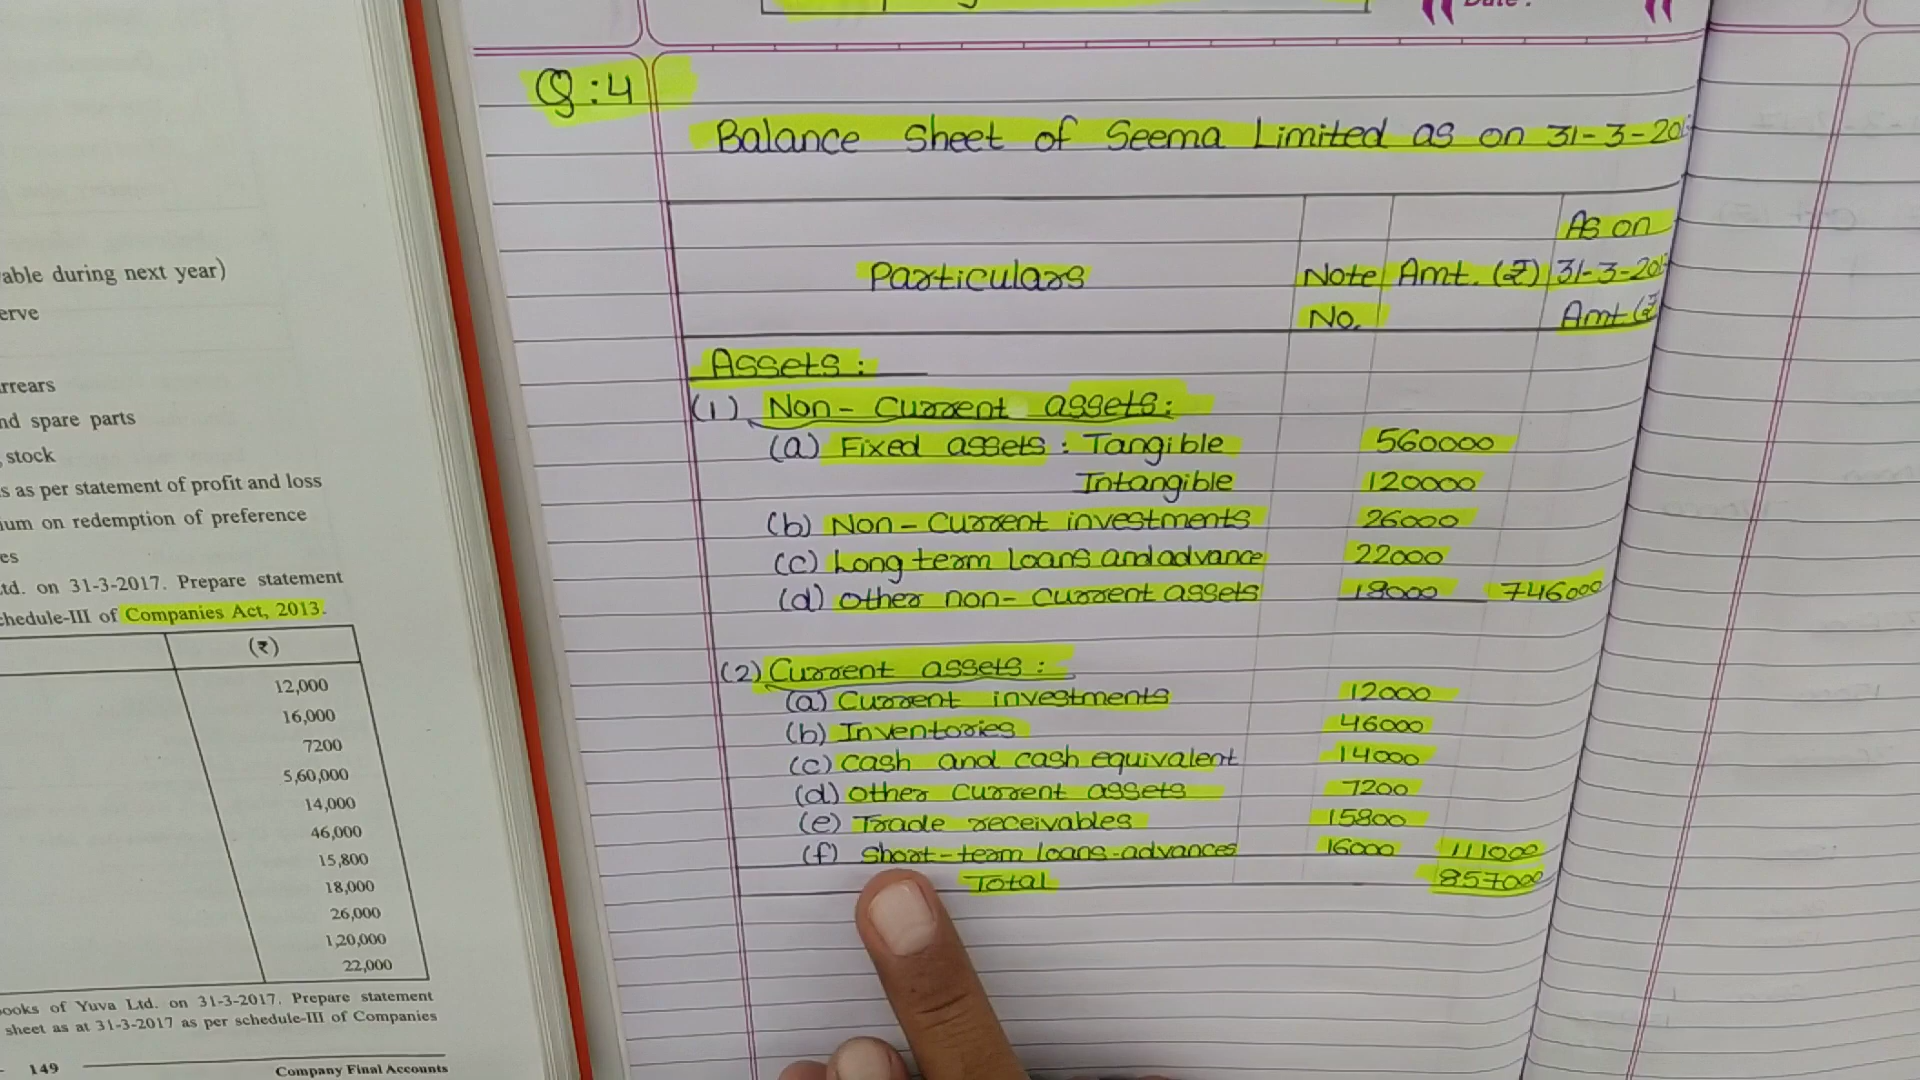 able during next year)
erve
rrears
nd spare parts
stock
s as per statement of profit and loss
ium on redemption of preference
es
td. on 31-3-2017. Prepare statement
chedule-III of Companies Act, 2013.
(₹)
12,000
16,000
7200
5,60,000
14,000
46,000
15,800
18,000
26,000
1,20,000
22,000
ooks of Yuva Ltd. on 31-3-2017. Prepare statement
sheet as at 31-3-2017 as per schedule-III of Companies
149 Company Final Accounts
Q:4
Balance Sheet of Seema Limited as on 31-3-20
Particulars Note No. Amt. (₹) As on 31-3-20 Amt (₹
Assets:
(1) Non-Current assets:
(a) Fixed assets: Tangible 560000
Intangible 120000
(b) Non-Current investments 26000
(c) Long term loans and advance 22000
(d) Other non-current assets 18000 746000
(2) Current assets:
(a) Current investments 12000
(b) Inventories 46000
(c) cash and cash equivalent 14000
(d) other current assets 7200
(e) Trade receivables 15800
(f) Short-term loans-advances 16000 111000
Total 857000